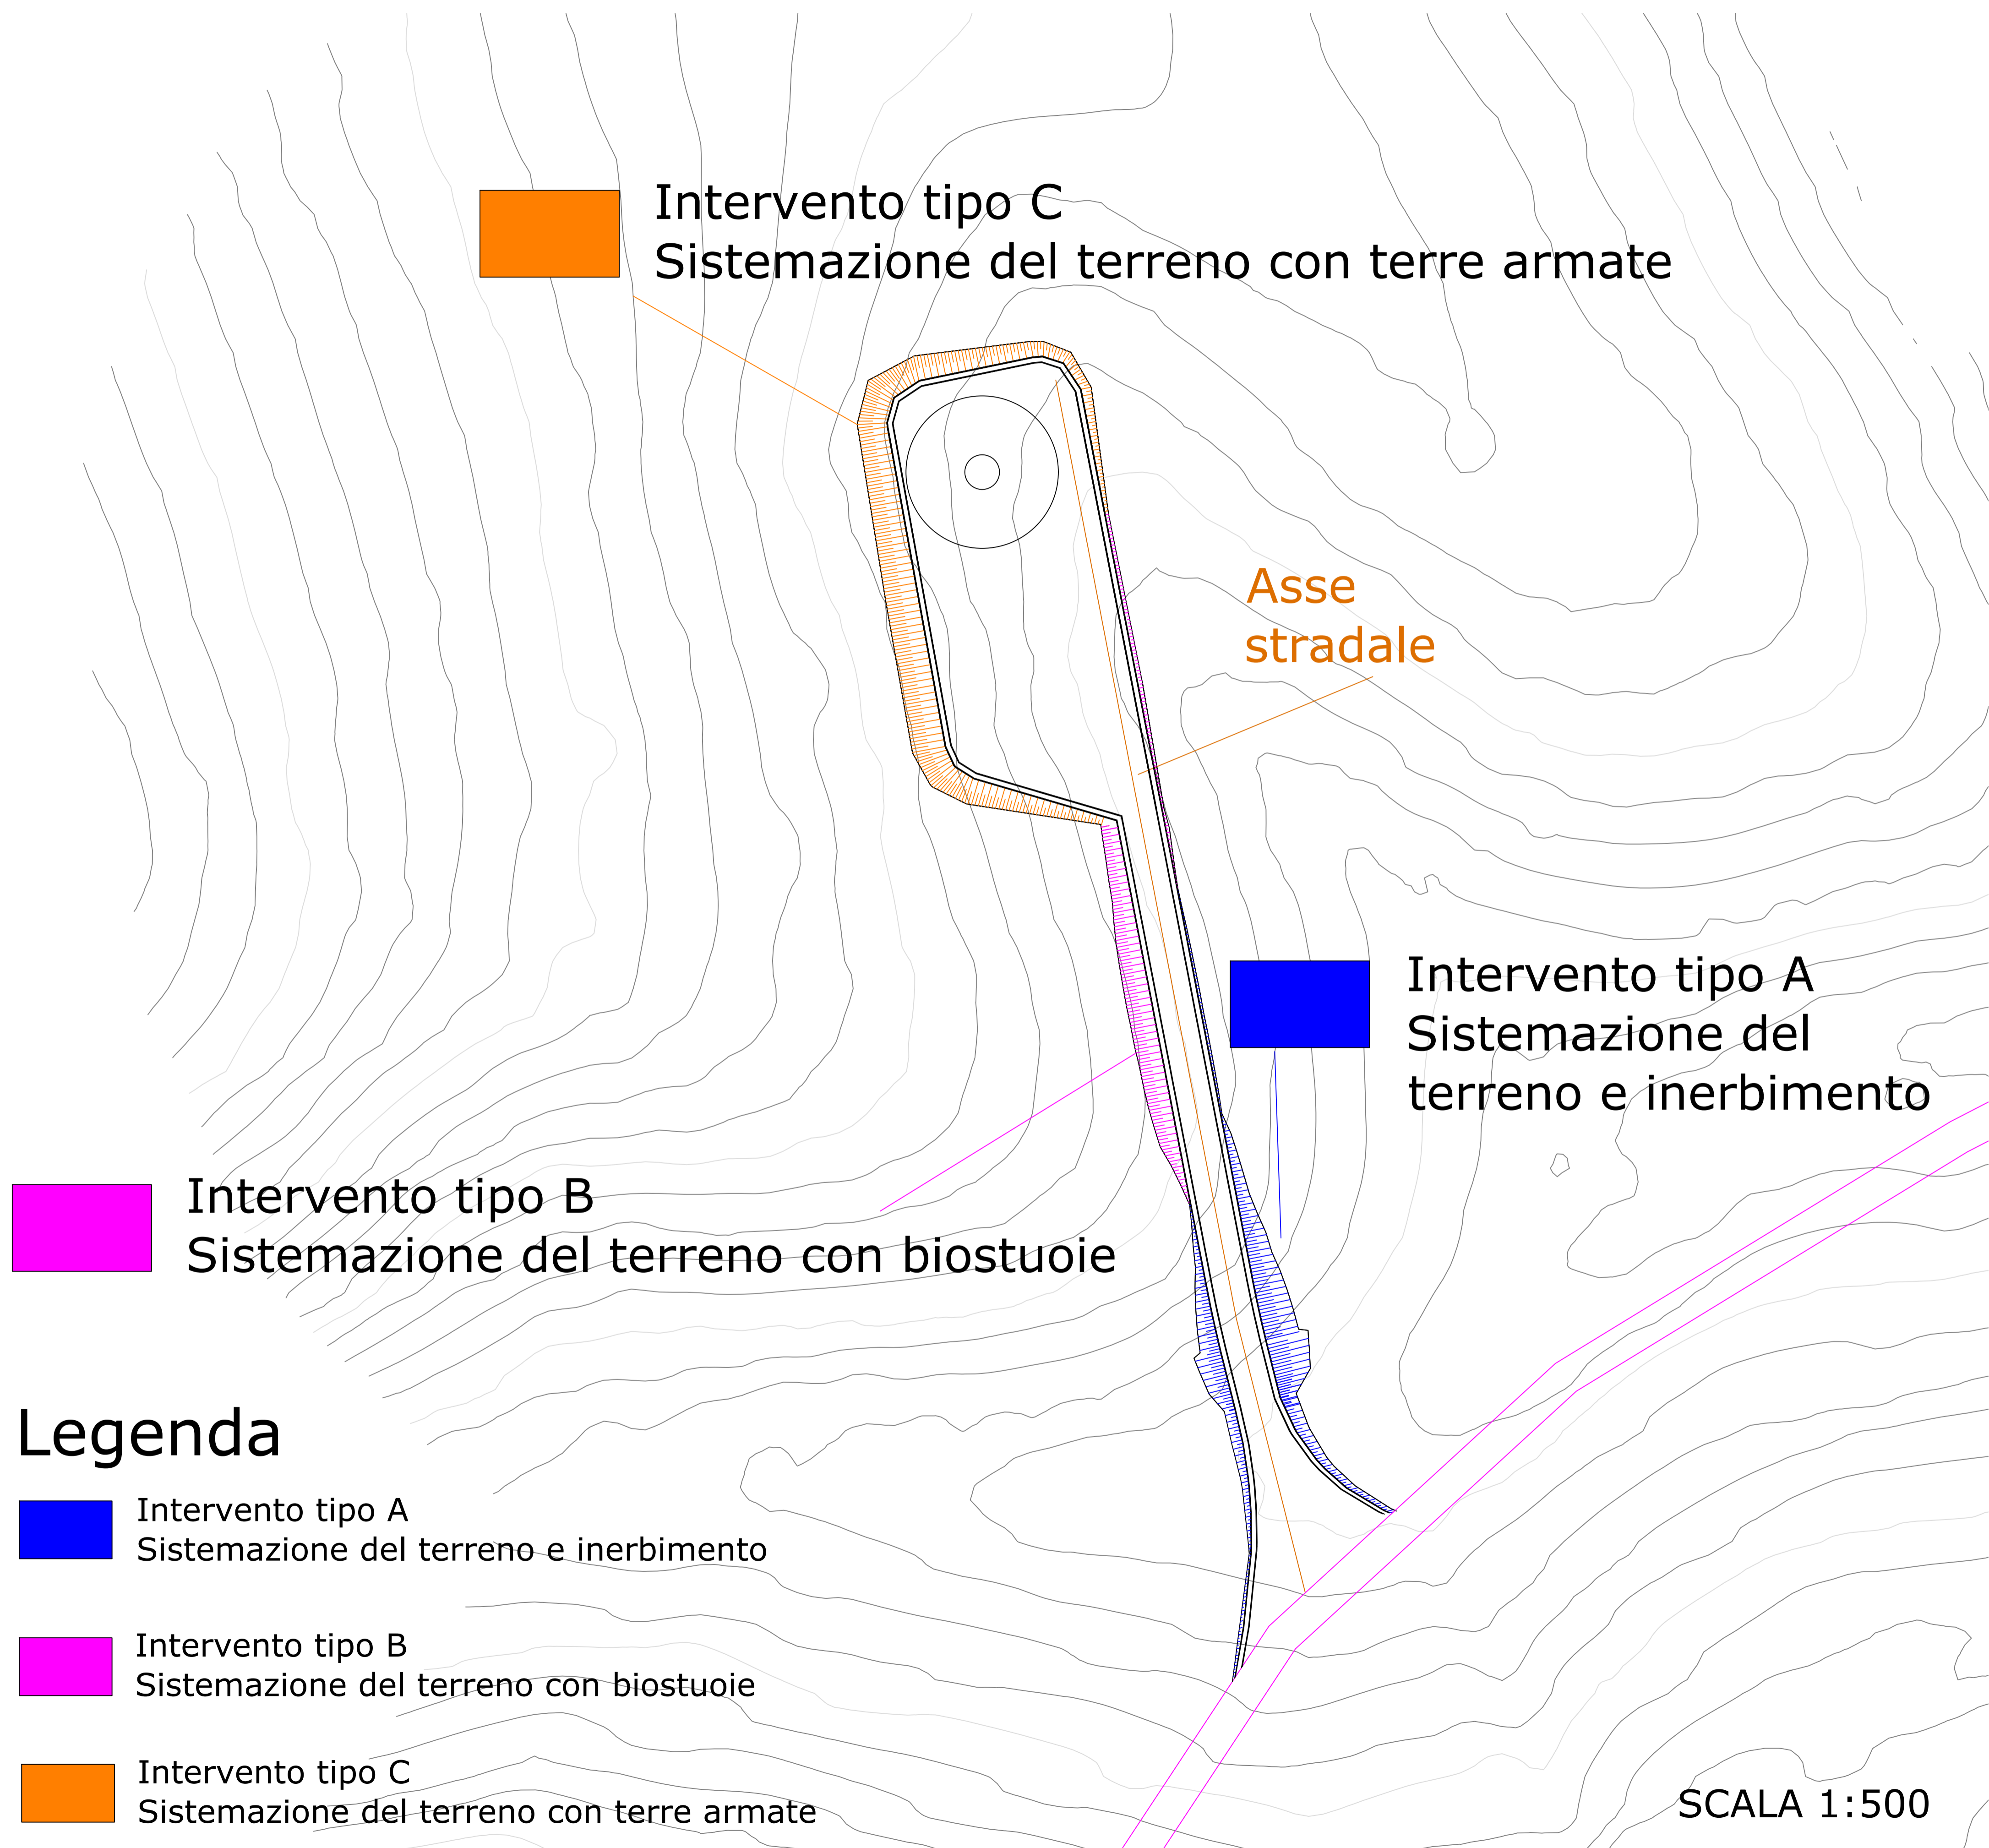 Intervento tipo C
Sistemazione del terreno con terre armate
Asse
stradale
Intervento tipo A
Sistemazione del
terreno e inerbimento
Intervento tipo B
Sistemazione del terreno con biostuoie
Legenda
Intervento tipo A
Sistemazione del terreno e inerbimento
Intervento tipo B
Sistemazione del terreno con biostuoie
Intervento tipo C
Sistemazione del terreno con terre armate
SCALA 1:500